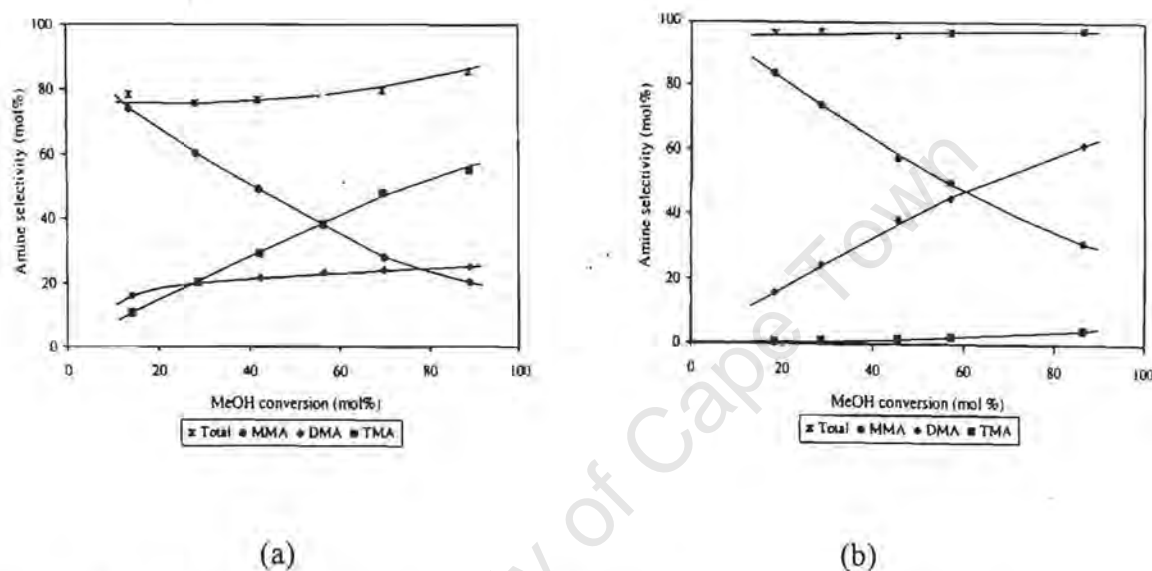 100
80
60
40
20
0
Amine selectivity (mol%)
0 20 40 60 80 100
MeOH conversion (mol%)
Total MMA DMA TMA
(a)
100
80
60
40
20
0
Amine selectivity (mol%)
0 20 40 60 80 100
MeOH conversion (mol %)
Total MMA DMA TMA
(b)
y of Cape Town